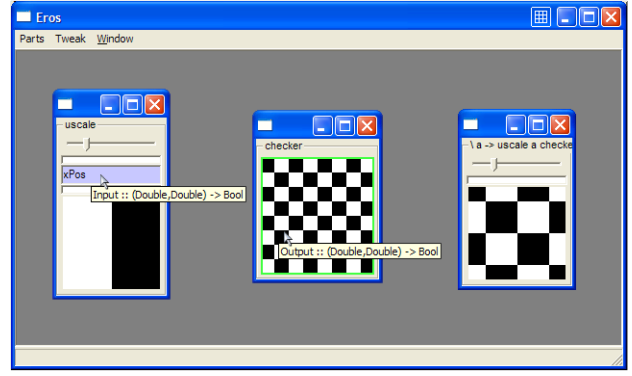 Eros
Parts Tweak Window
uscale
xPos
Input :: (Double,Double) -> Bool
checker
Output :: (Double,Double) -> Bool
\ a -> uscale a checke